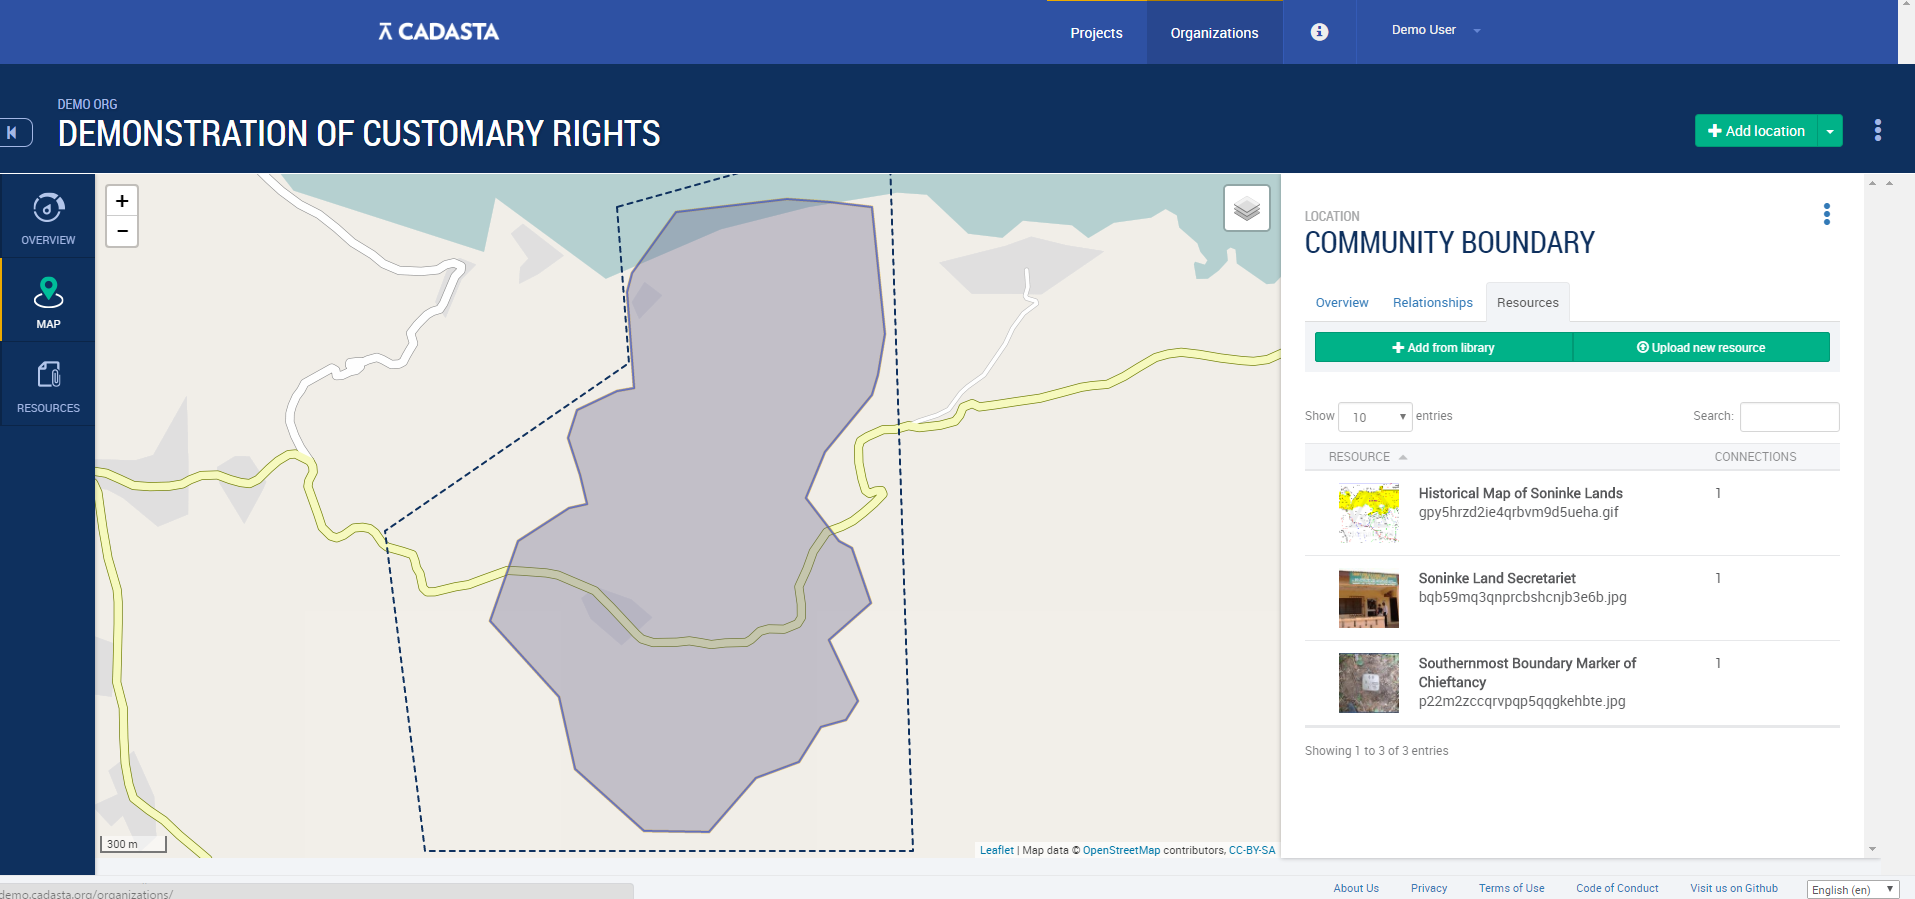 CADASTA
Projects
Organizations
Demo User
DEMO ORG
DEMONSTRATION OF CUSTOMARY RIGHTS
Add location
OVERVIEW
MAP
RESOURCES
+
−
300 m
Leaflet | Map data © OpenStreetMap contributors, CC-BY-SA
LOCATION
COMMUNITY BOUNDARY
Overview
Relationships
Resources
Add from library
Upload new resource
Show 10 entries
Search:
RESOURCE
CONNECTIONS
Historical Map of Soninke Lands
1
gpy5hrzd2ie4qrbvm9d5ueha.gif
Soninke Land Secretariet
1
bqb59mq3qnprcbshcnjb3e6b.jpg
Southernmost Boundary Marker of
1
Chieftancy
p22m2zccqrvpqp5qqgkehbte.jpg
Showing 1 to 3 of 3 entries
demo.cadasta.org/organizations/
About Us
Privacy
Terms of Use
Code of Conduct
Visit us on Github
English (en)